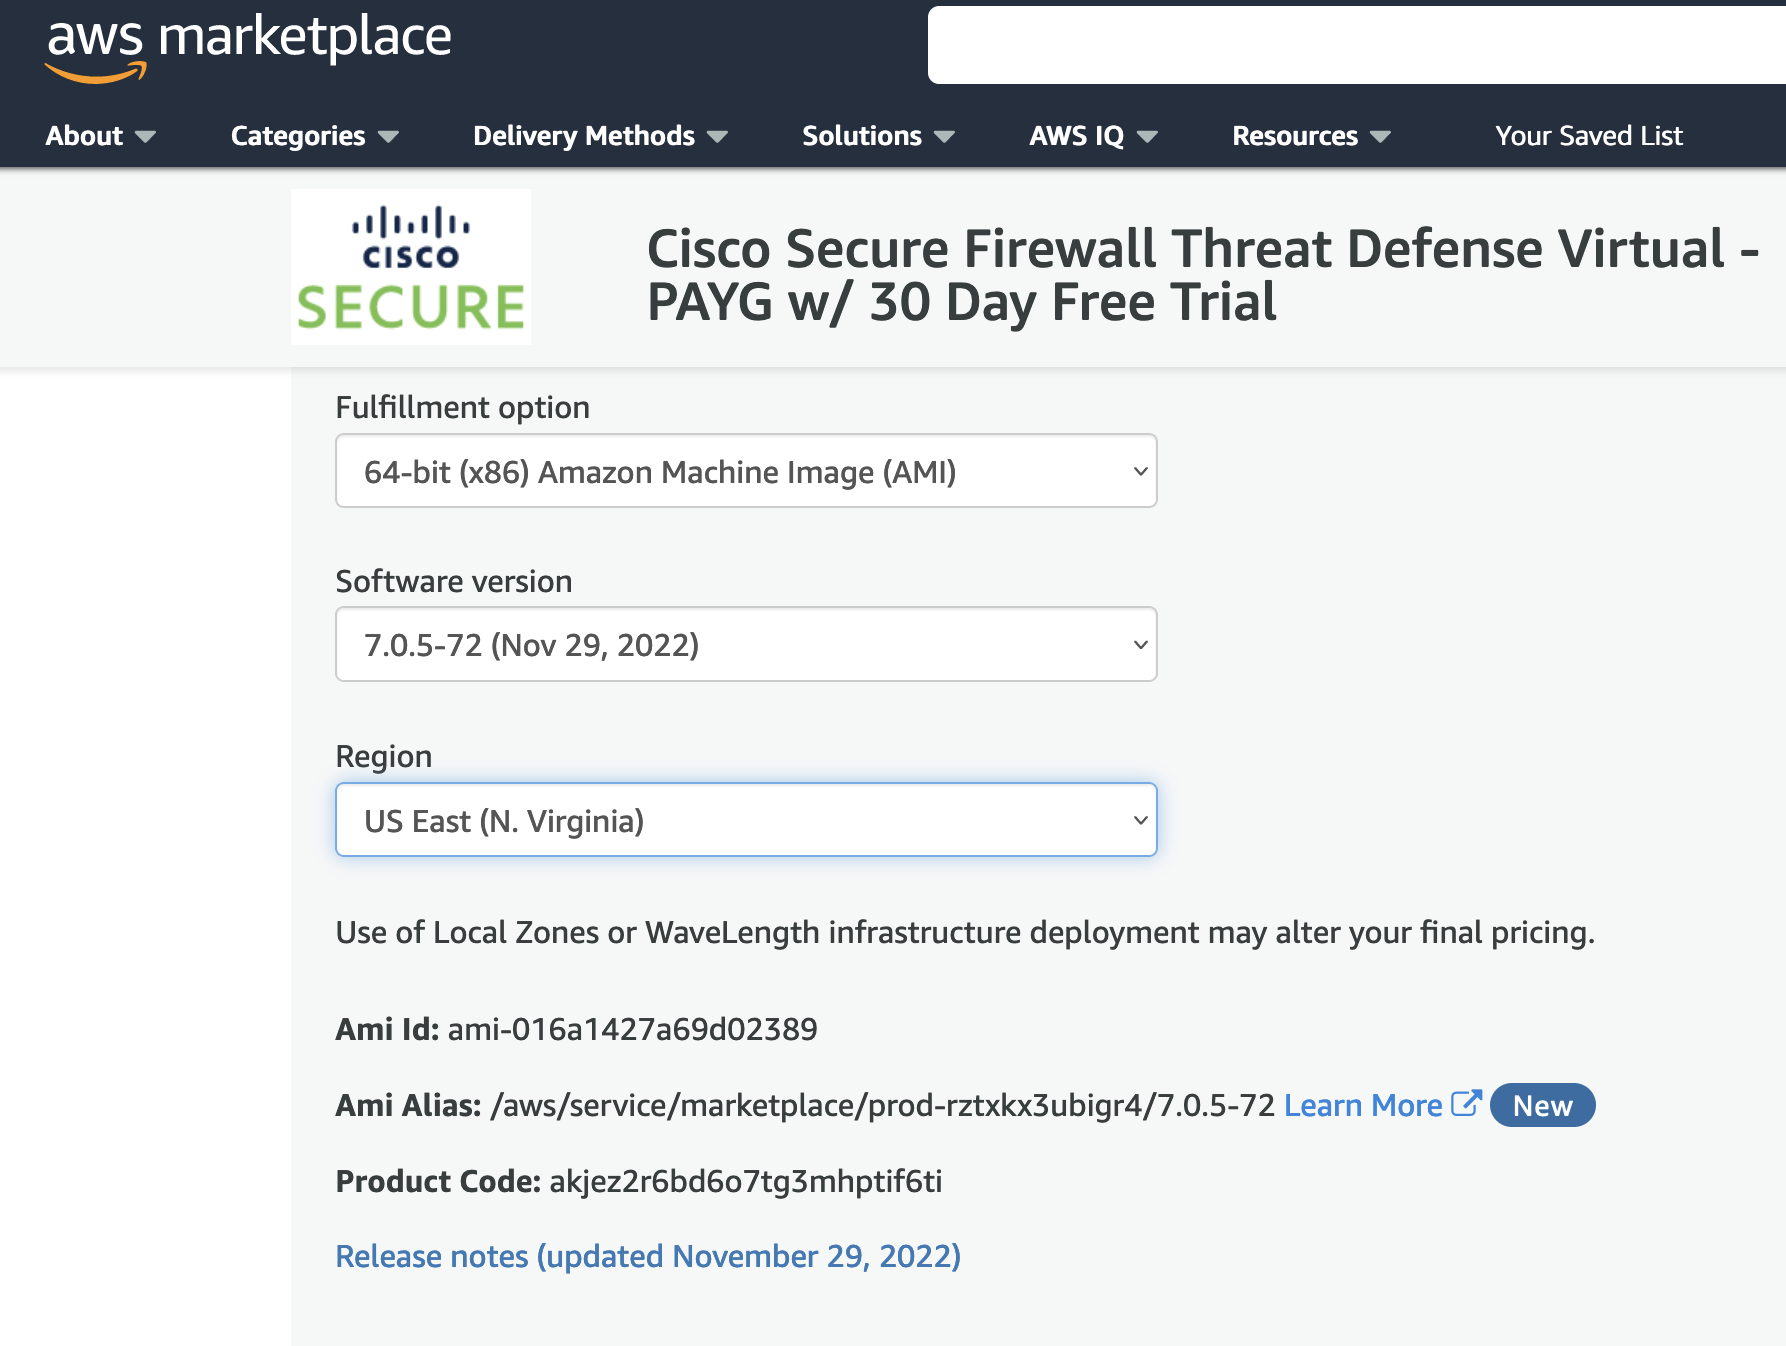 aws marketplace
About
Categories
Delivery Methods
Solutions
AWS IQ
Resources
Your Saved List
CISCO
SECURE
Cisco Secure Firewall Threat Defense Virtual -
PAYG w/ 30 Day Free Trial
Fulfillment option
64-bit (x86) Amazon Machine Image (AMI)
Software version
7.0.5-72 (Nov 29, 2022)
Region
US East (N. Virginia)
Use of Local Zones or WaveLength infrastructure deployment may alter your final pricing.
Ami Id: ami-016a1427a69d02389
Ami Alias: /aws/service/marketplace/prod-rztxkx3ubigr4/7.0.5-72 Learn More New
Product Code: akjez2r6bd6o7tg3mhptif6ti
Release notes (updated November 29, 2022)